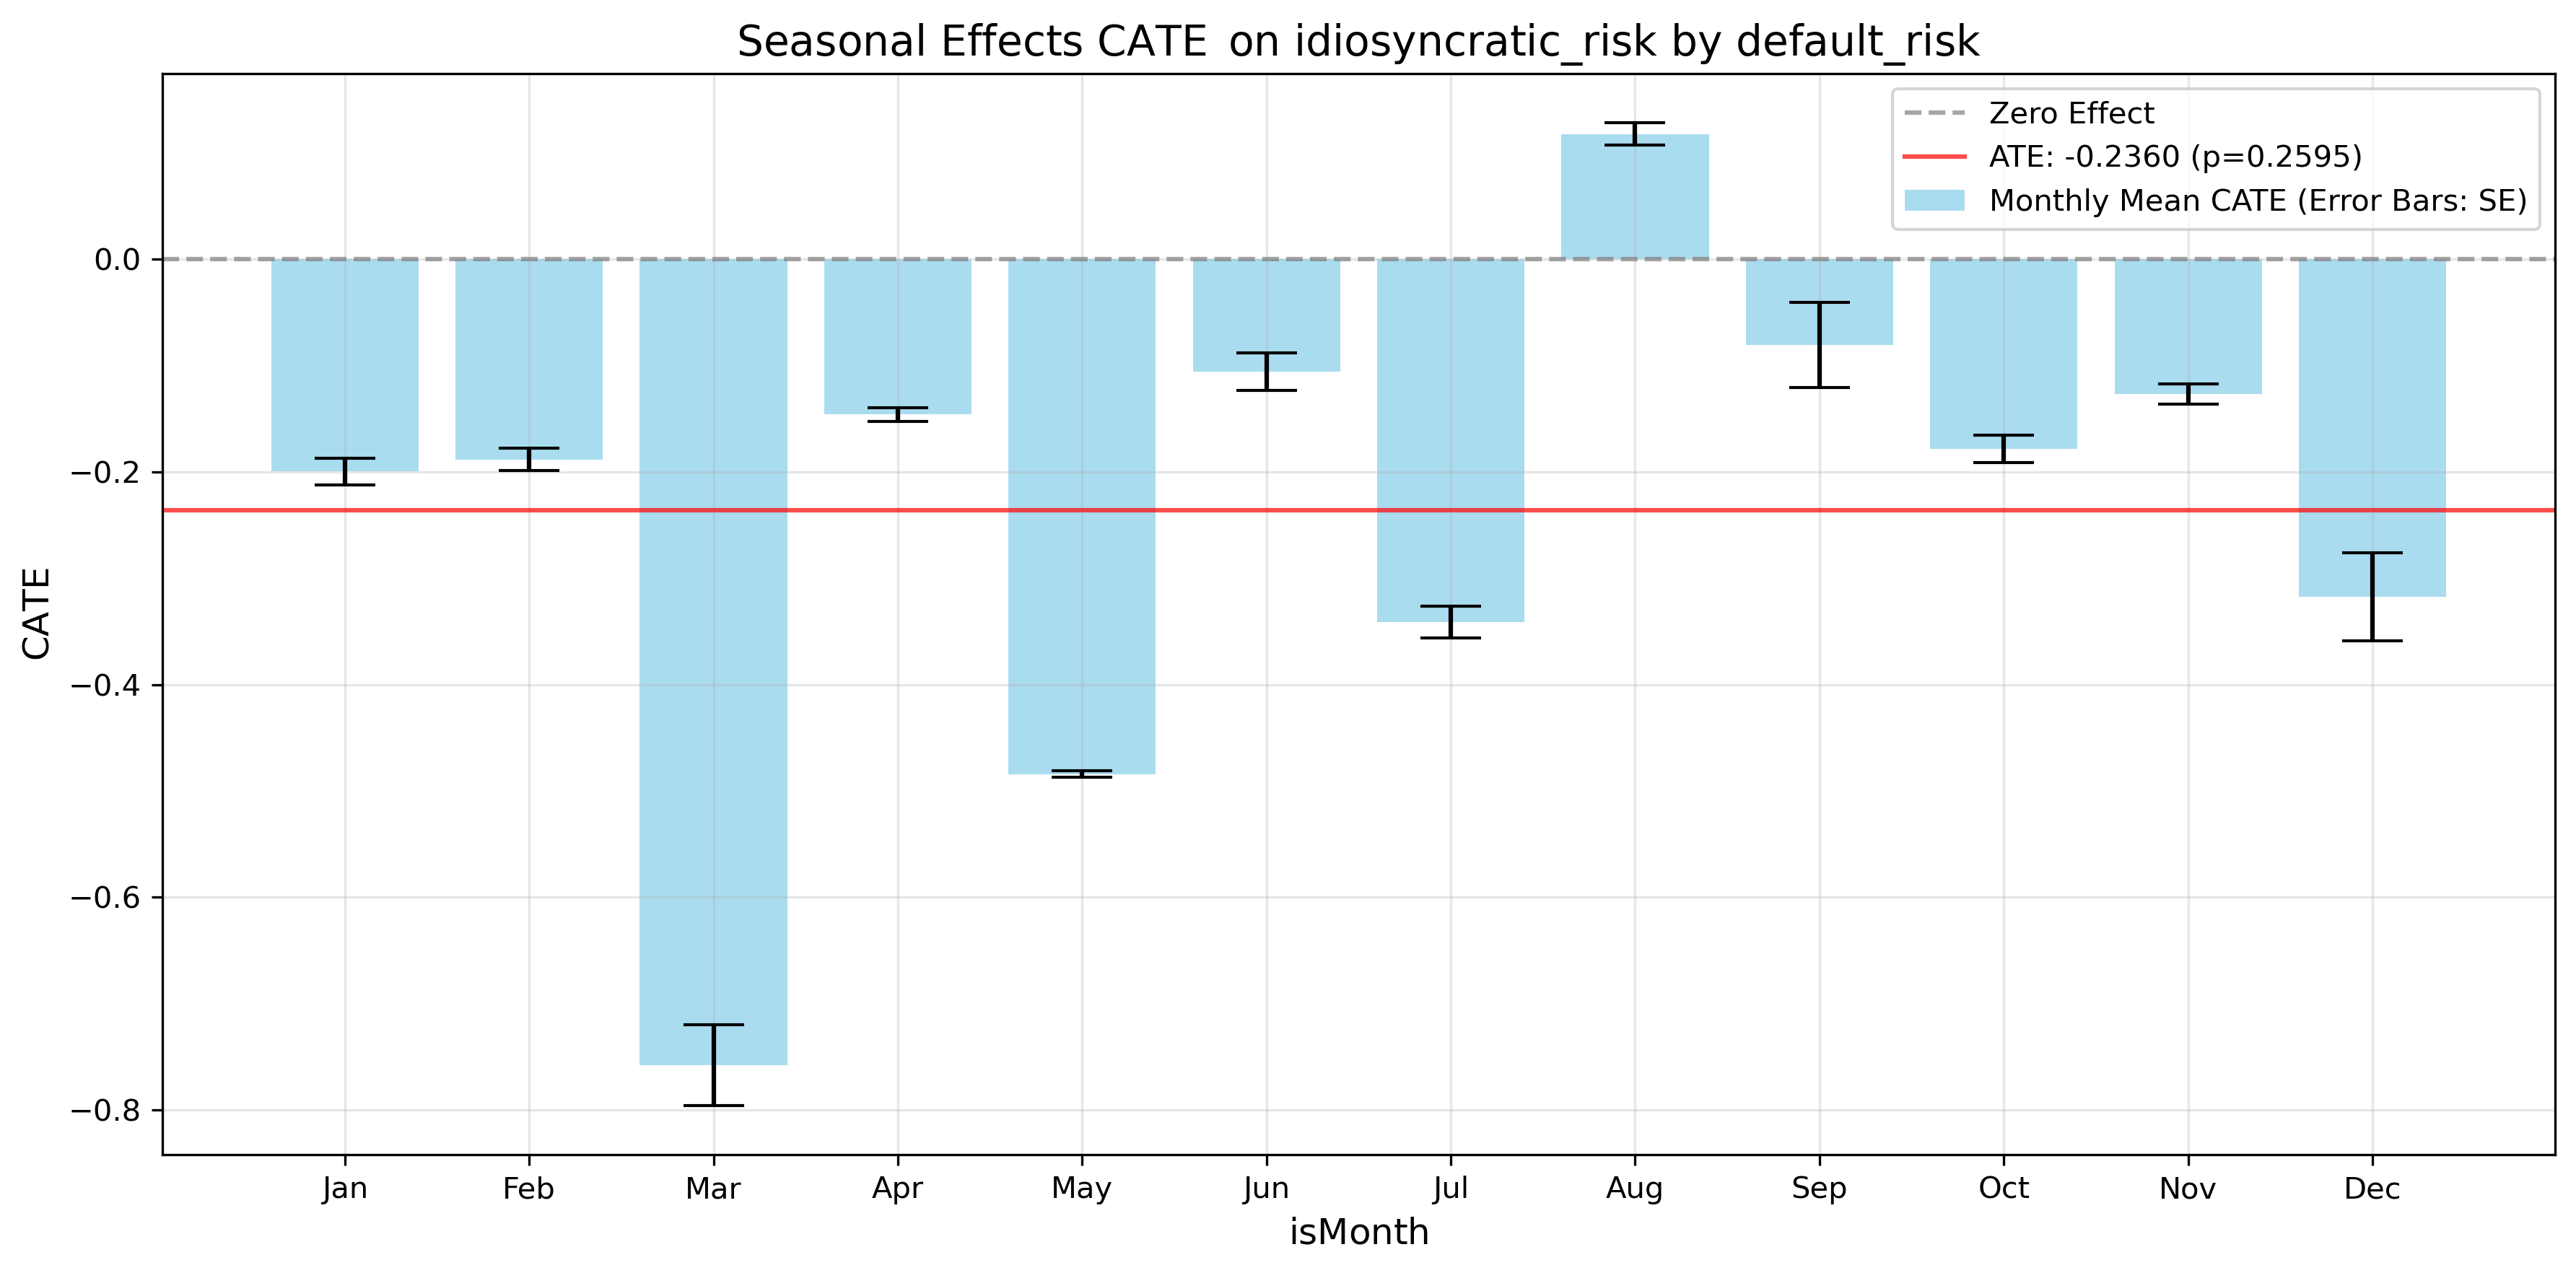 Seasonal Effects CATE on idiosyncratic_risk by default_risk
Zero Effect
ATE: -0.2360 (p=0.2595)
Monthly Mean CATE (Error Bars: SE)
CATE
0.0
−0.2
−0.4
−0.6
−0.8
Jan Feb Mar Apr May Jun Jul Aug Sep Oct Nov Dec
isMonth